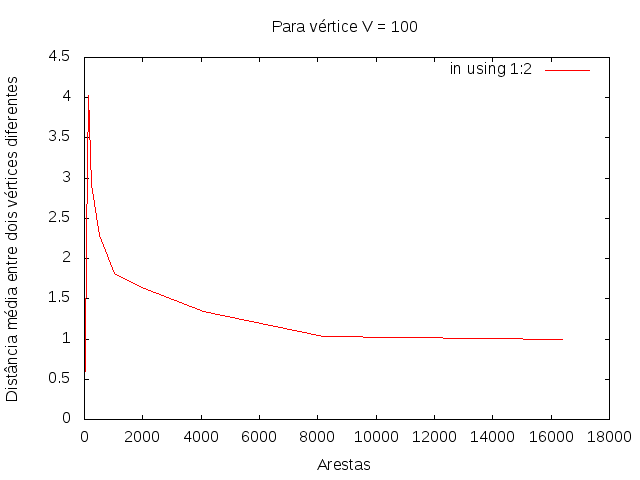 Para vértice V = 100
in using 1:2
Distância média entre dois vértices diferentes
4.5
4
3.5
3
2.5
2
1.5
1
0.5
0
0 2000 4000 6000 8000 10000 12000 14000 16000 18000
Arestas